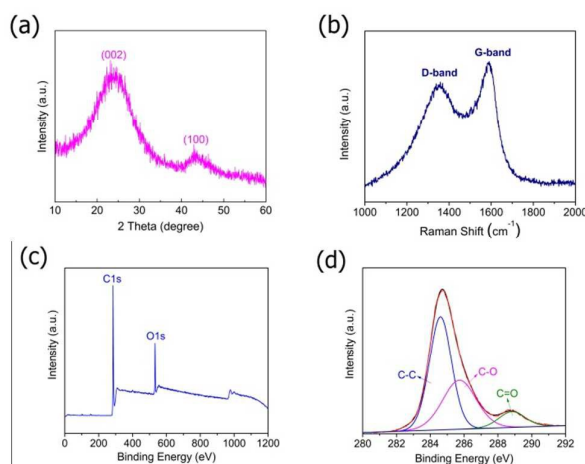 (a)
(002)
(100)
Intensity (a.u.)
10 20 30 40 50 60
2 Theta (degree)
(b)
G-band
D-band
Intensity (a.u.)
1000 1200 1400 1600 1800 2000
Raman Shift (cm-1)
(c)
C1s
O1s
Intensity (a.u.)
0 200 400 600 800 1000 1200
Binding Energy (eV)
(d)
C-C
C-O
C=O
Intensity (a.u.)
280 282 284 286 288 290 292
Binding Energy (eV)